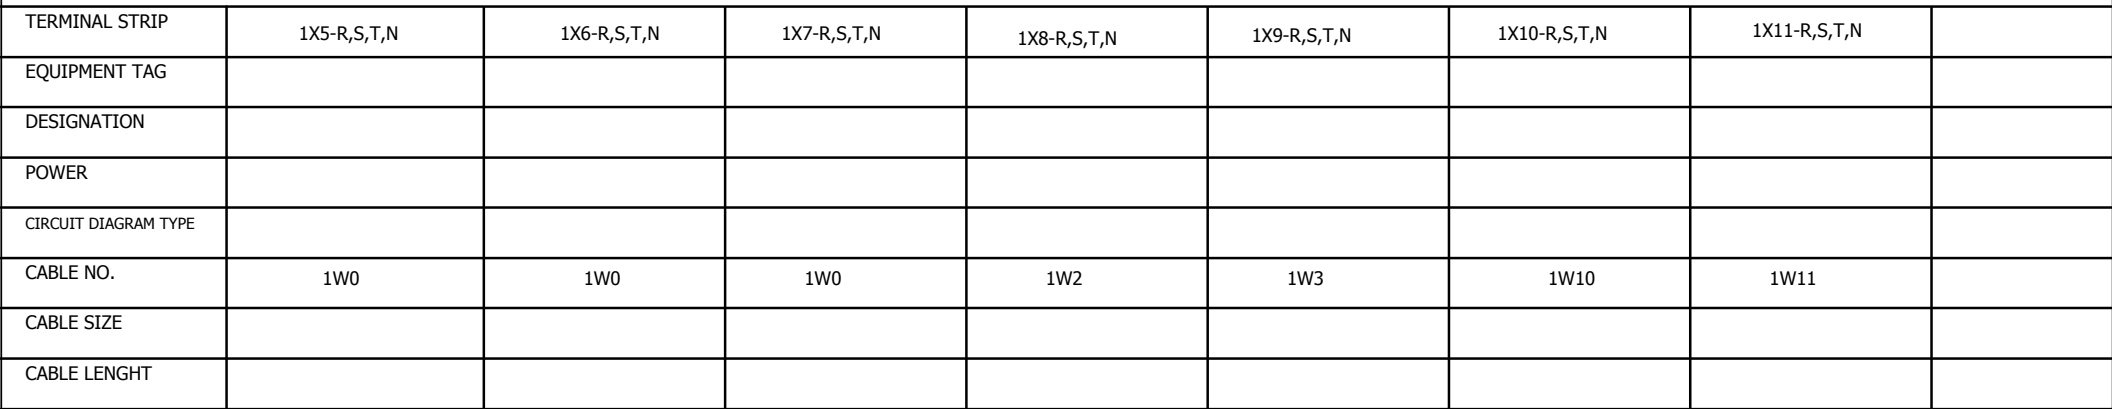 TERMINAL STRIP 1X5-R,S,T,N 1X6-R,S,T,N 1X7-R,S,T,N 1X8-R,S,T,N 1X9-R,S,T,N 1X10-R,S,T,N 1X11-R,S,T,N
EQUIPMENT TAG
DESIGNATION
POWER
CIRCUIT DIAGRAM TYPE
CABLE NO. 1W0 1W0 1W0 1W2 1W3 1W10 1W11
CABLE SIZE
CABLE LENGHT